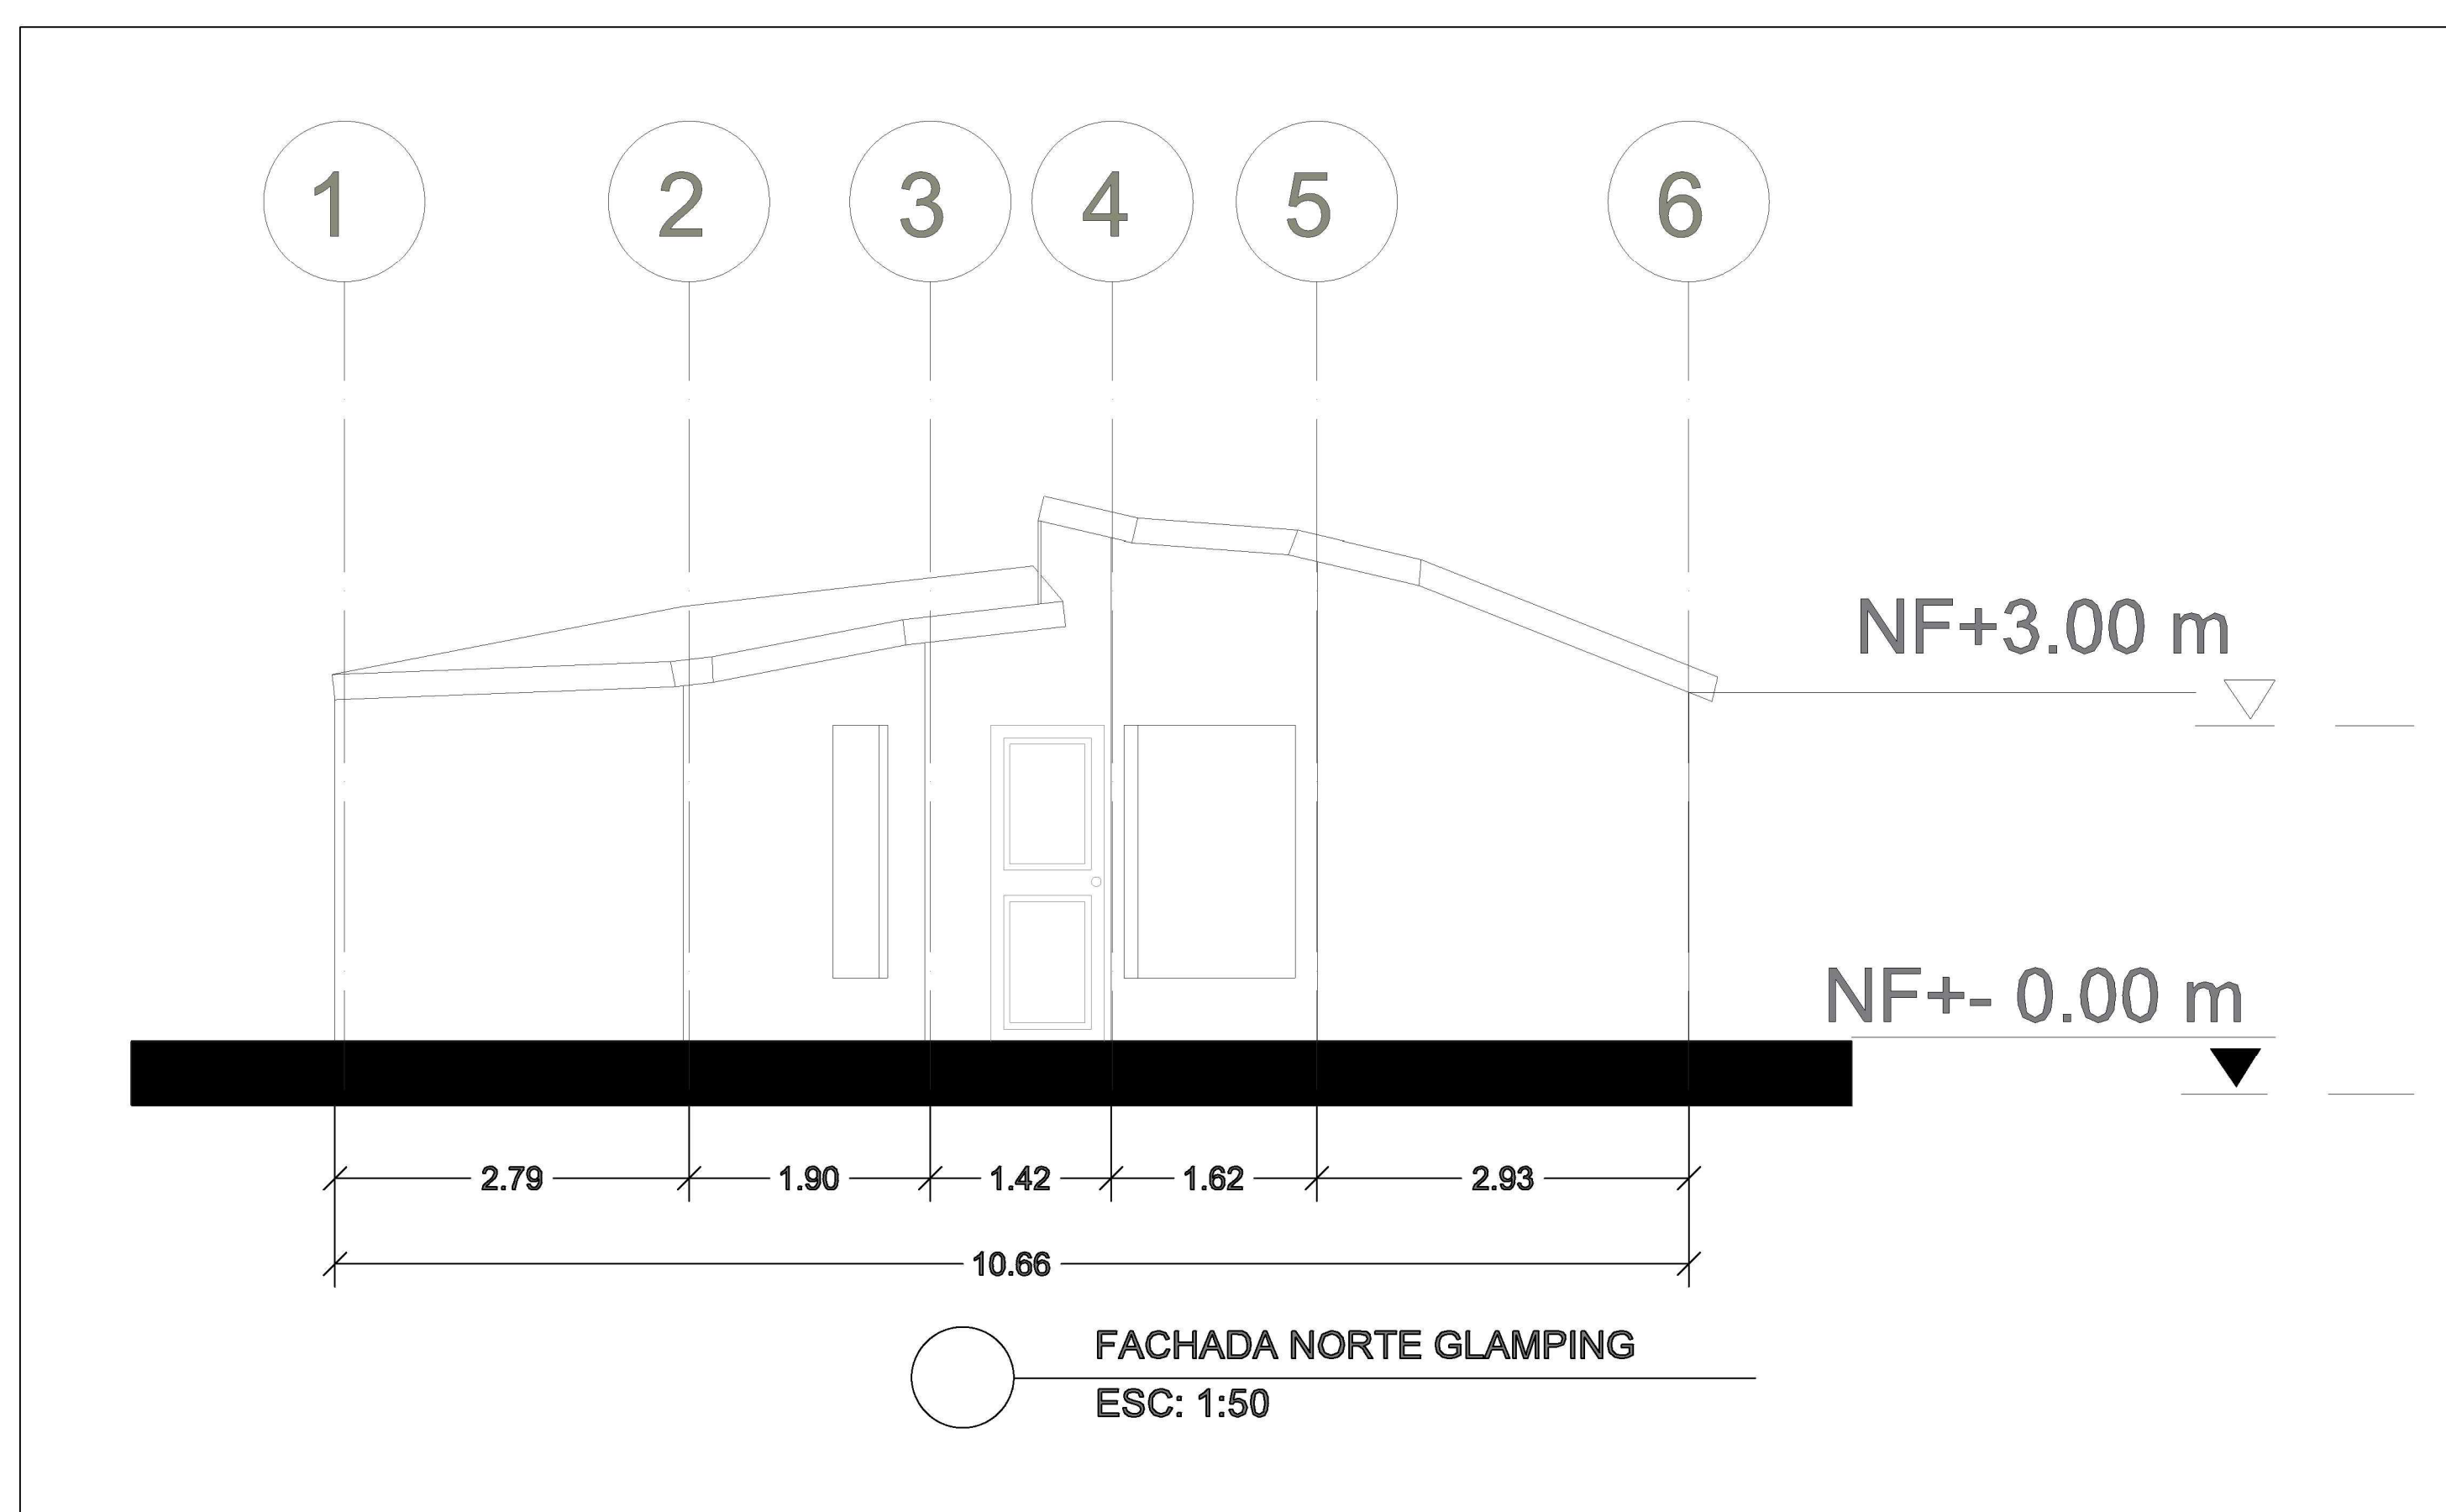 1 2 3 4 5 6
NF+3.00 m
NF+- 0.00 m
2.79 1.90 1.42 1.62 2.93
10.66
FACHADA NORTE GLAMPING
ESC: 1:50